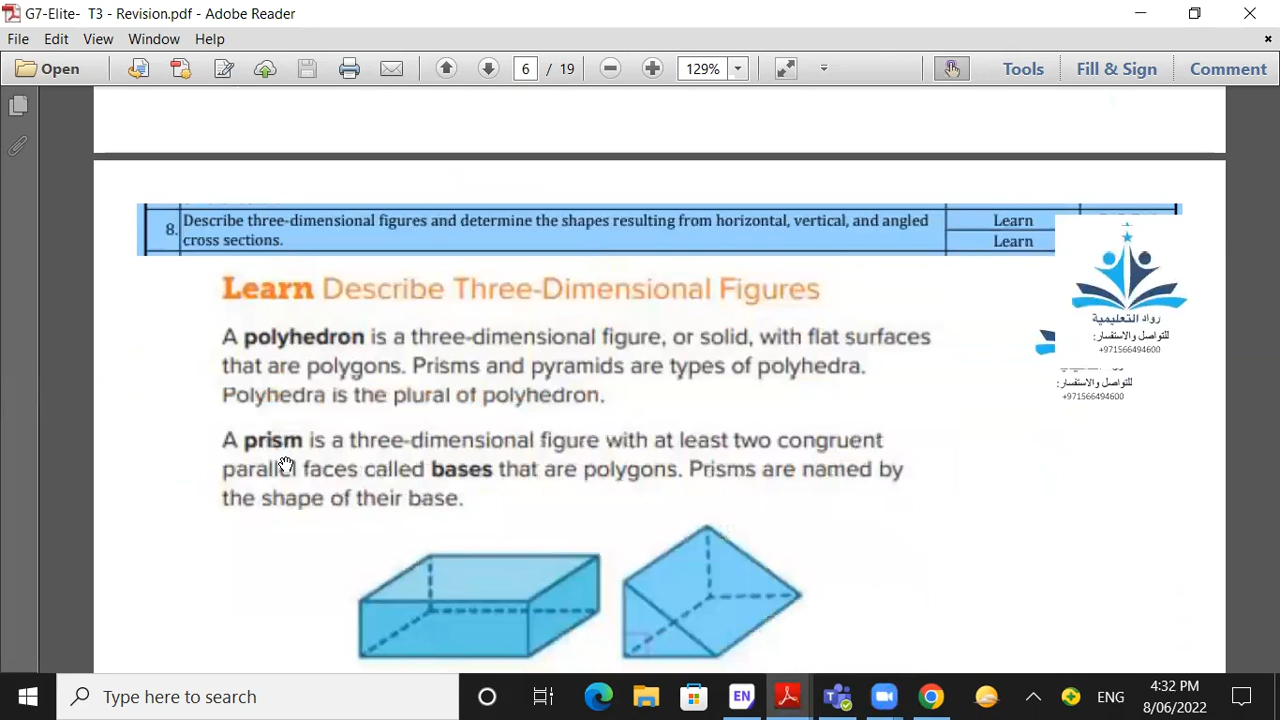 G7-Elite- T3 - Revision.pdf - Adobe Reader
File Edit View Window Help
Open 6 / 19 129% Tools Fill & Sign Comment
8. Describe three-dimensional figures and determine the shapes resulting from horizontal, vertical, and angled cross sections.
Learn
Learn
Learn Describe Three-Dimensional Figures
رواد التعليمية
للتواصل والاستفسار:
+971566494600
للتواصل والاستفسار:
+971566494600
A polyhedron is a three-dimensional figure, or solid, with flat surfaces
that are polygons. Prisms and pyramids are types of polyhedra.
Polyhedra is the plural of polyhedron.
A prism is a three-dimensional figure with at least two congruent
parallel faces called bases that are polygons. Prisms are named by
the shape of their base.
Type here to search
EN
ENG
4:32 PM
8/06/2022